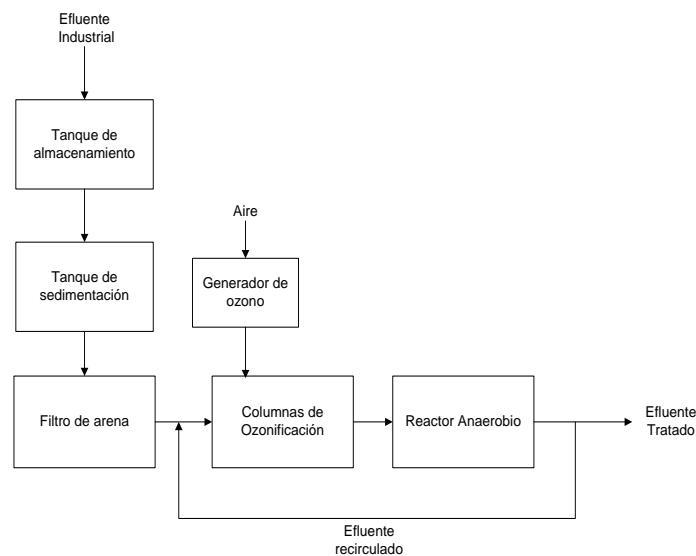 Efluente
Industrial
Tanque de
almacenamiento
Tanque de
sedimentación
Aire
Generador de
ozono
Filtro de arena
Columnas de
Ozonificación
Reactor Anaerobio
Efluente
Tratado
Efluente
recirculado